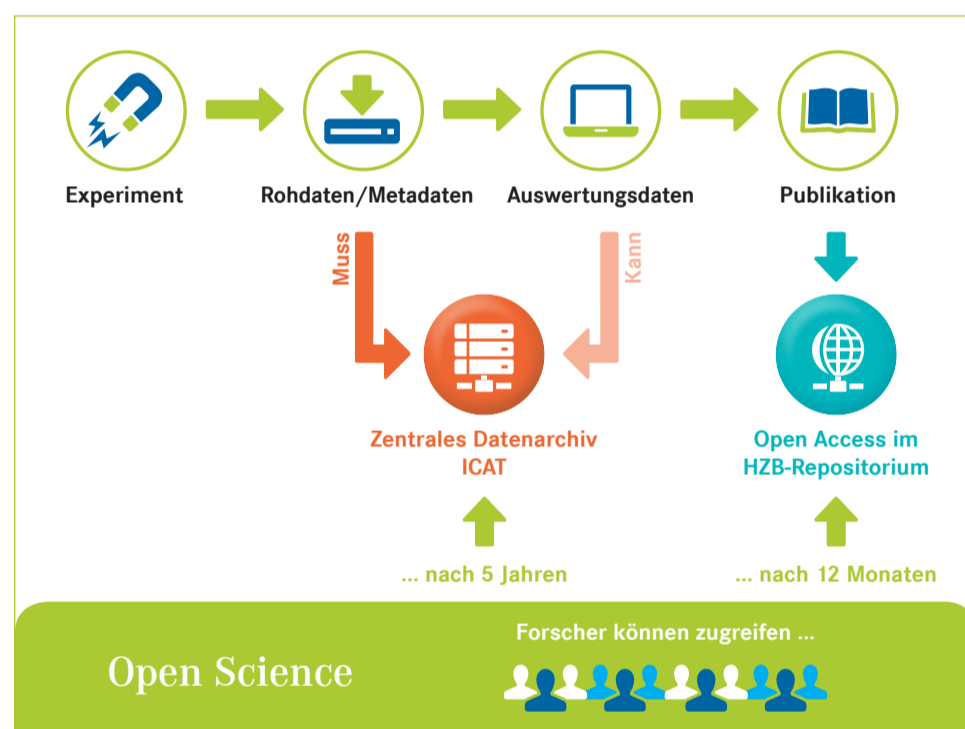 Experiment
Rohdaten/Metadaten
Auswertungsdaten
Publikation
Muss
Kann
Zentrales Datenarchiv
ICAT
Open Access im
HZB-Repositorium
... nach 5 Jahren
... nach 12 Monaten
Forscher können zugreifen ...
Open Science